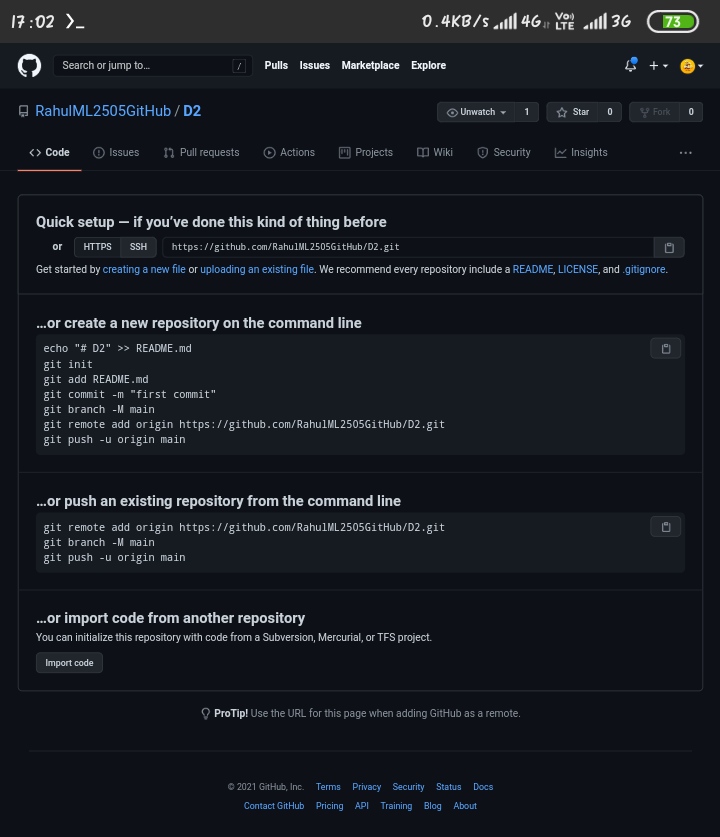 17:02 >_ 0.4KB/s 4G Vo) LTE 3G 73
Search or jump to… / Pulls Issues Marketplace Explore
RahulML2505GitHub / D2 Unwatch 1 Star 0 Fork 0
Code Issues Pull requests Actions Projects Wiki Security Insights ...
Quick setup — if you’ve done this kind of thing before
or HTTPS SSH https://github.com/RahulML2505GitHub/D2.git
Get started by creating a new file or uploading an existing file. We recommend every repository include a README, LICENSE, and .gitignore.
…or create a new repository on the command line
echo "# D2" >> README.md
git init
git add README.md
git commit -m "first commit"
git branch -M main
git remote add origin https://github.com/RahulML2505GitHub/D2.git
git push -u origin main
…or push an existing repository from the command line
git remote add origin https://github.com/RahulML2505GitHub/D2.git
git branch -M main
git push -u origin main
…or import code from another repository
You can initialize this repository with code from a Subversion, Mercurial, or TFS project.
Import code
ProTip! Use the URL for this page when adding GitHub as a remote.
© 2021 GitHub, Inc. Terms Privacy Security Status Docs
Contact GitHub Pricing API Training Blog About